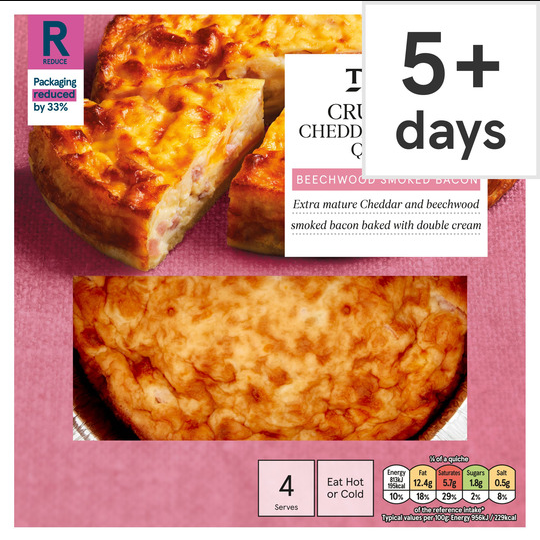 R
REDUCE
Packaging
reduced
by 33%
5+
days
BEECHWOOD SMOKED BACON
Extra mature Cheddar and beechwood
smoked bacon baked with double cream
4
Serves
Eat Hot
or Cold
¼ of a quiche
Energy
813kJ
195kcal
10%
Fat
12.4g
18%
Saturates
5.7g
29%
Sugars
1.8g
2%
Salt
0.5g
8%
of the reference intake*
Typical values per 100g: Energy 956kJ / 229kcal